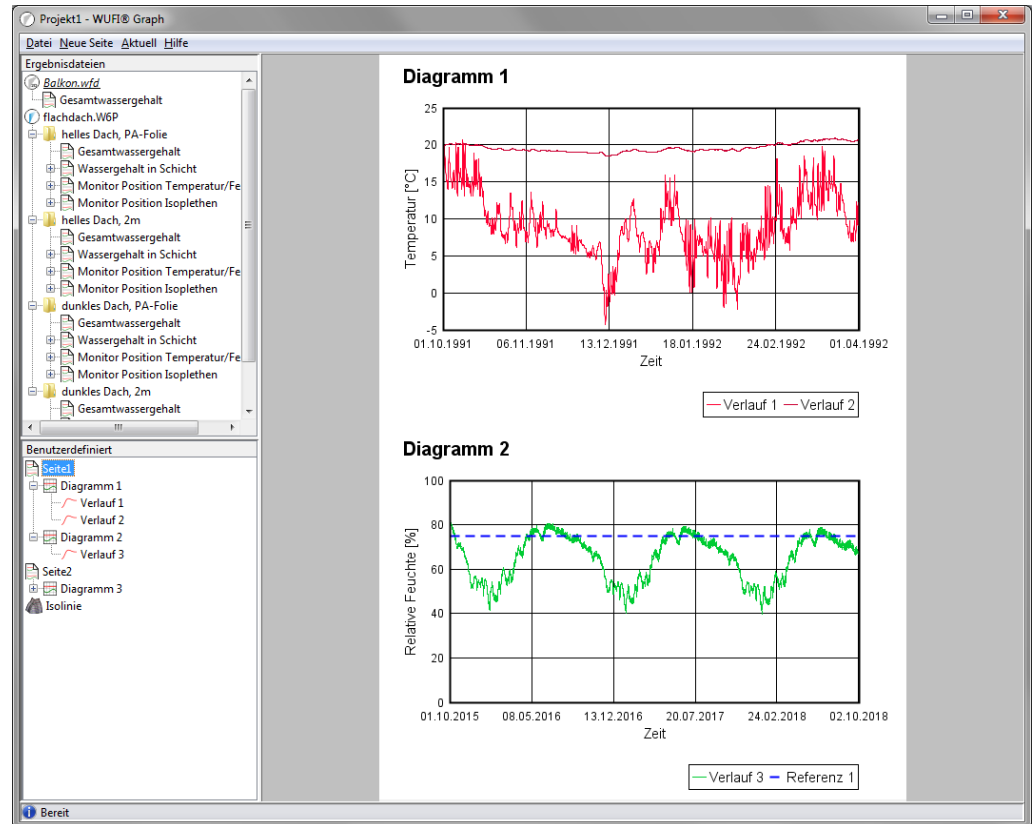 Projekt1 - WUFI® Graph
Datei Neue Seite Aktuell Hilfe
Ergebnisdateien
Balkon.wfd
Gesamtwassergehalt
flachdach.W6P
helles Dach, PA-Folie
Gesamtwassergehalt
Wassergehalt in Schicht
Monitor Position Temperatur/Fe
Monitor Position Isoplethen
helles Dach, 2m
Gesamtwassergehalt
Wassergehalt in Schicht
Monitor Position Temperatur/Fe
Monitor Position Isoplethen
dunkles Dach, PA-Folie
Gesamtwassergehalt
Wassergehalt in Schicht
Monitor Position Temperatur/Fe
Monitor Position Isoplethen
dunkles Dach, 2m
Gesamtwassergehalt
Benutzerdefiniert
Seite1
Diagramm 1
Verlauf 1
Verlauf 2
Diagramm 2
Verlauf 3
Seite2
Diagramm 3
Isolinie
Diagramm 1
Temperatur [°C]
25
20
15
10
5
0
-5
01.10.1991 06.11.1991 13.12.1991 18.01.1992 24.02.1992 01.04.1992
Zeit
Verlauf 1 Verlauf 2
Diagramm 2
Relative Feuchte [%]
100
80
60
40
20
0
01.10.2015 08.05.2016 13.12.2016 20.07.2017 24.02.2018 02.10.2018
Zeit
Verlauf 3 Referenz 1
Bereit